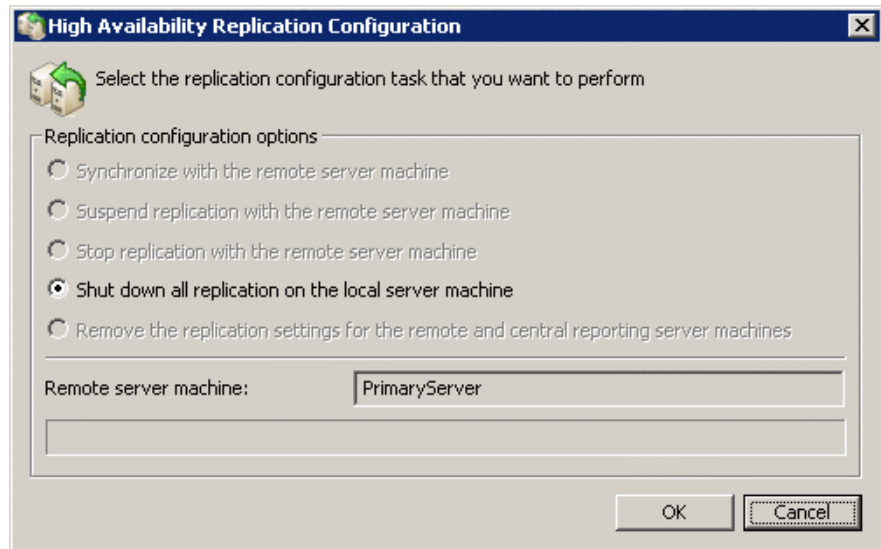 High Availability Replication Configuration
Select the replication configuration task that you want to perform
Replication configuration options
Synchronize with the remote server machine
Suspend replication with the remote server machine
Stop replication with the remote server machine
Shut down all replication on the local server machine
Remove the replication settings for the remote and central reporting server machines
Remote server machine: PrimaryServer
OK Cancel